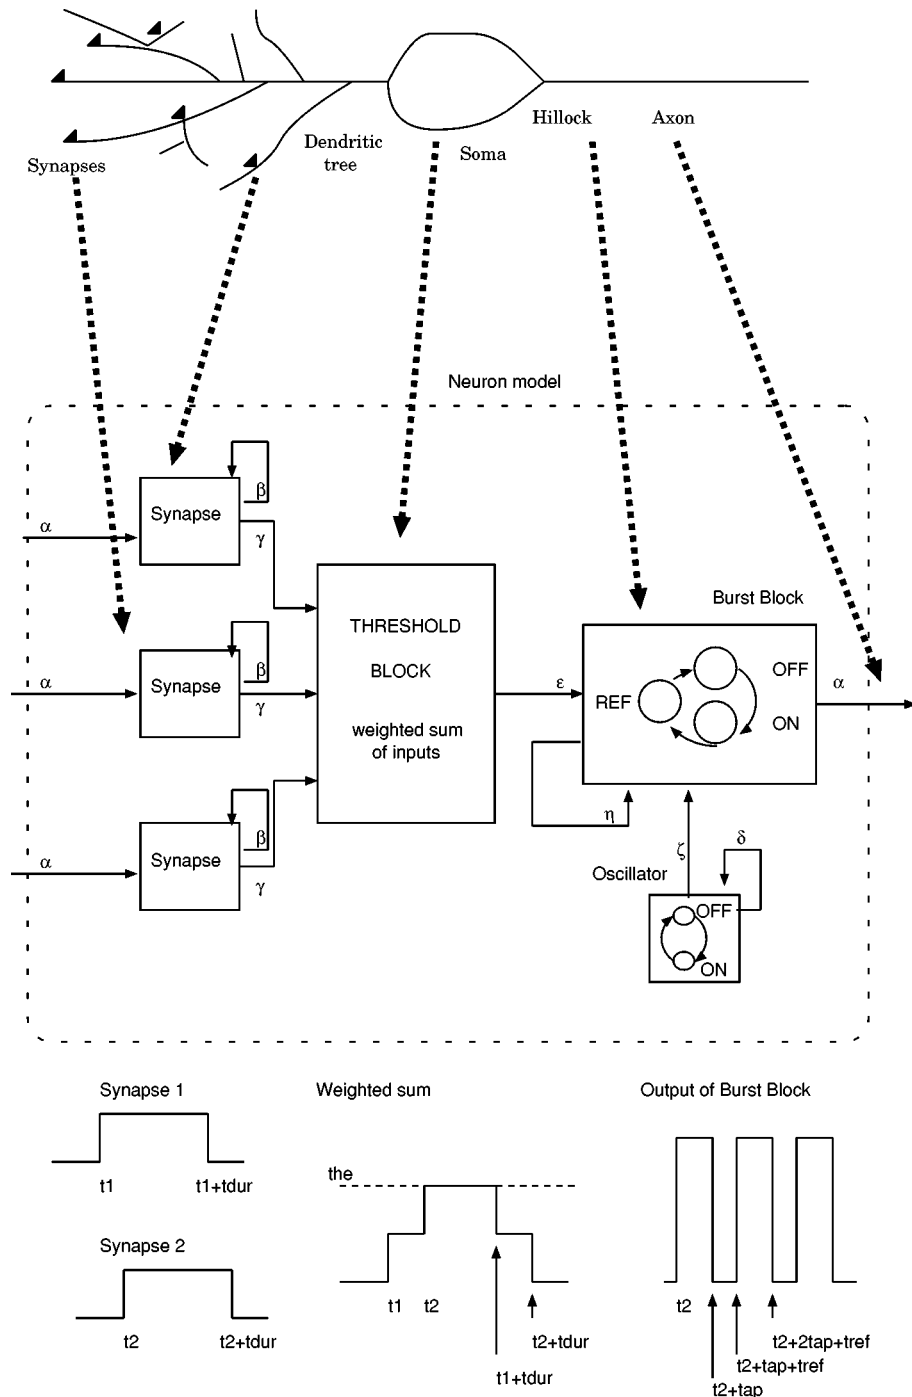 Synapses
Dendritic
tree
Soma
Hillock
Axon
Neuron model
β
Synapse
α
γ
THRESHOLD
BLOCK
weighted sum
of inputs
β
Synapse
α
γ
β
Synapse
α
γ
ε
Burst Block
REF
OFF
ON
α
η
ζ
δ
Oscillator
OFF
ON
Synapse 1
t1
t1+tdur
Synapse 2
t2
t2+tdur
Weighted sum
the
t1
t2
t2+tdur
t1+tdur
Output of Burst Block
t2
t2+2tap+tref
t2+tap+tref
t2+tap